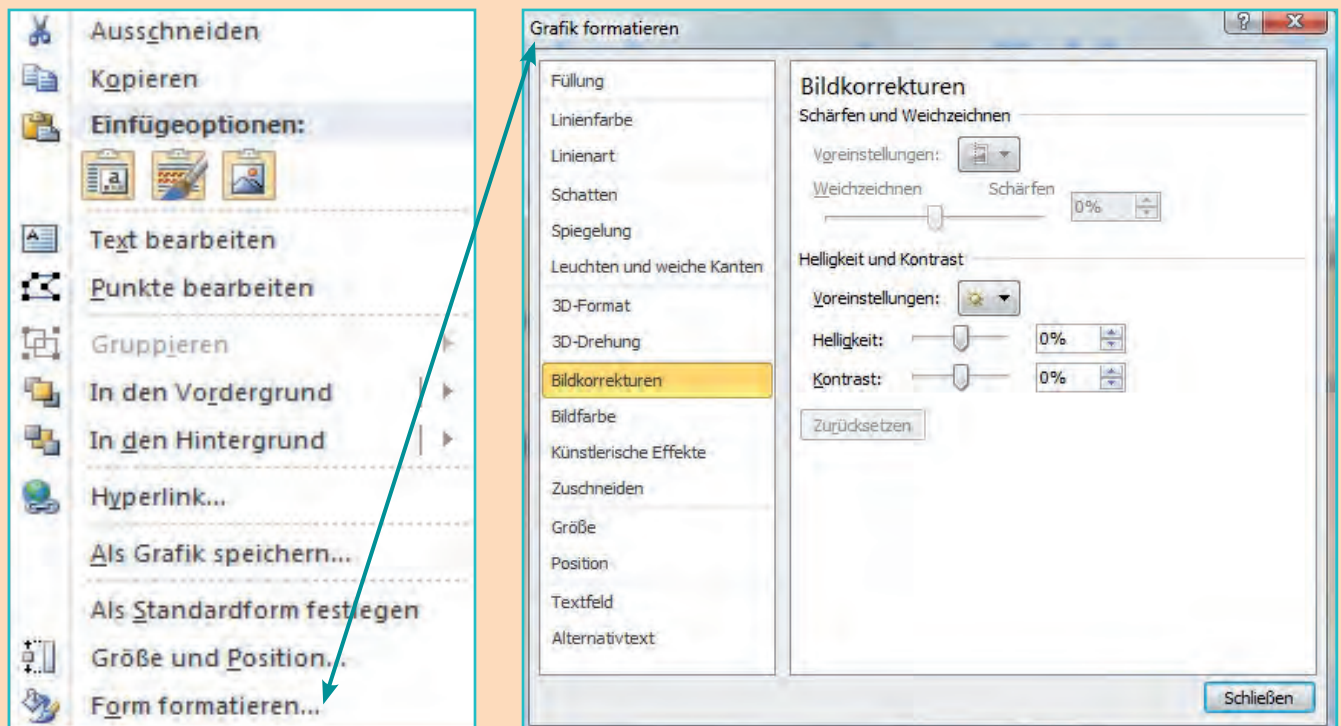 Ausschneiden
Kopieren
Einfügeoptionen:
a
Text bearbeiten
Punkte bearbeiten
Gruppieren
In den Vordergrund
In den Hintergrund
Hyperlink...
Als Grafik speichern...
Als Standardform festlegen
Größe und Position...
Form formatieren...
Grafik formatieren
Füllung
Linienfarbe
Linienart
Schatten
Spiegelung
Leuchten und weiche Kanten
3D-Format
3D-Drehung
Bildkorrekturen
Bildfarbe
Künstlerische Effekte
Zuschneiden
Größe
Position
Textfeld
Alternativtext
Bildkorrekturen
Schärfen und Weichzeichnen
Voreinstellungen:
Weichzeichnen Schärfen 0%
Helligkeit und Kontrast
Voreinstellungen:
Helligkeit: 0%
Kontrast: 0%
Zurücksetzen
Schließen